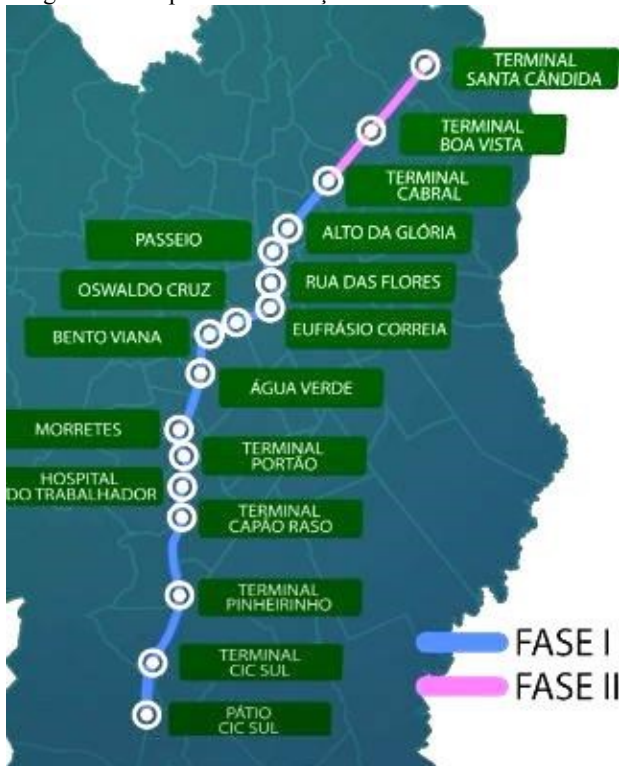 TERMINAL
SANTA CÂNDIDA
TERMINAL
BOA VISTA
TERMINAL
CABRAL
ALTO DA GLÓRIA
PASSEIO
RUA DAS FLORES
OSWALDO CRUZ
EUFRÁSIO CORREIA
BENTO VIANA
ÁGUA VERDE
MORRETES
TERMINAL
PORTÃO
HOSPITAL
DO TRABALHADOR
TERMINAL
CAPÃO RASO
TERMINAL
PINHEIRINHO
TERMINAL
CIC SUL
PÁTIO
CIC SUL
FASE I
FASE II